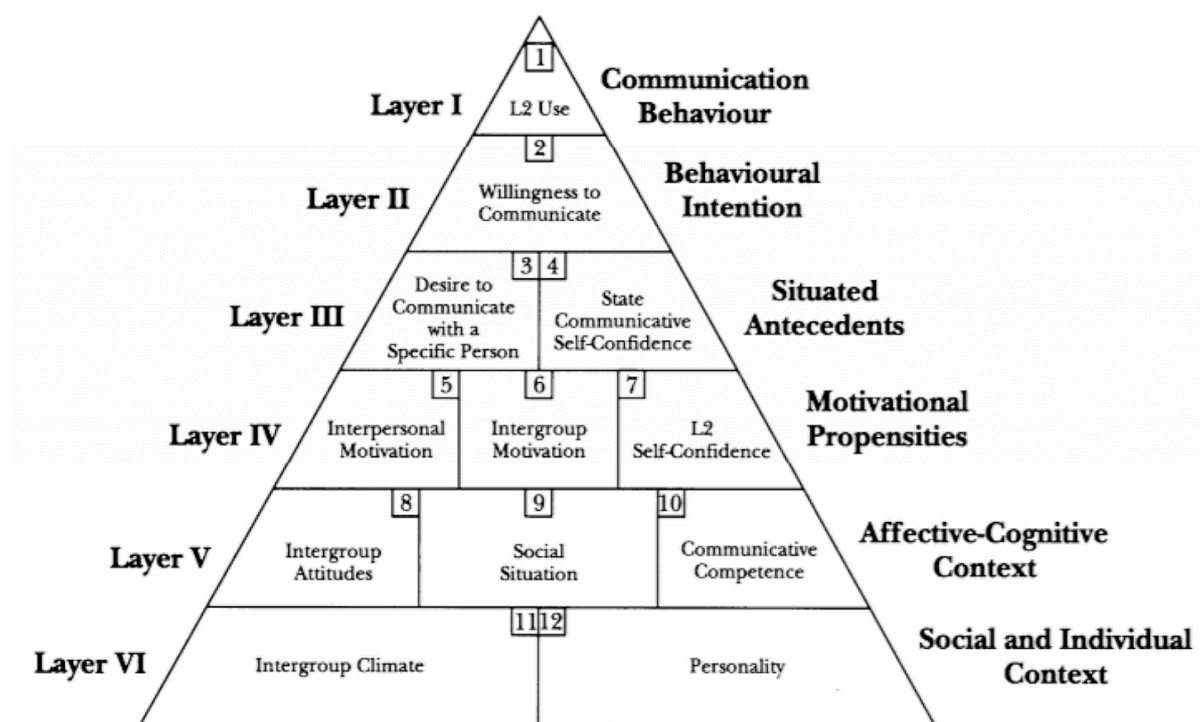 1
Layer I
L2 Use
Communication
Behaviour
2
Layer II
Willingness to
Communicate
Behavioural
Intention
3 4
Layer III
Desire to
Communicate
with a
Specific Person
State
Communicative
Self-Confidence
Situated
Antecedents
5 6 7
Layer IV
Interpersonal
Motivation
Intergroup
Motivation
L2
Self-Confidence
Motivational
Propensities
8 9 10
Layer V
Intergroup
Attitudes
Social
Situation
Communicative
Competence
Affective-Cognitive
Context
11 12
Layer VI
Intergroup Climate
Personality
Social and Individual
Context